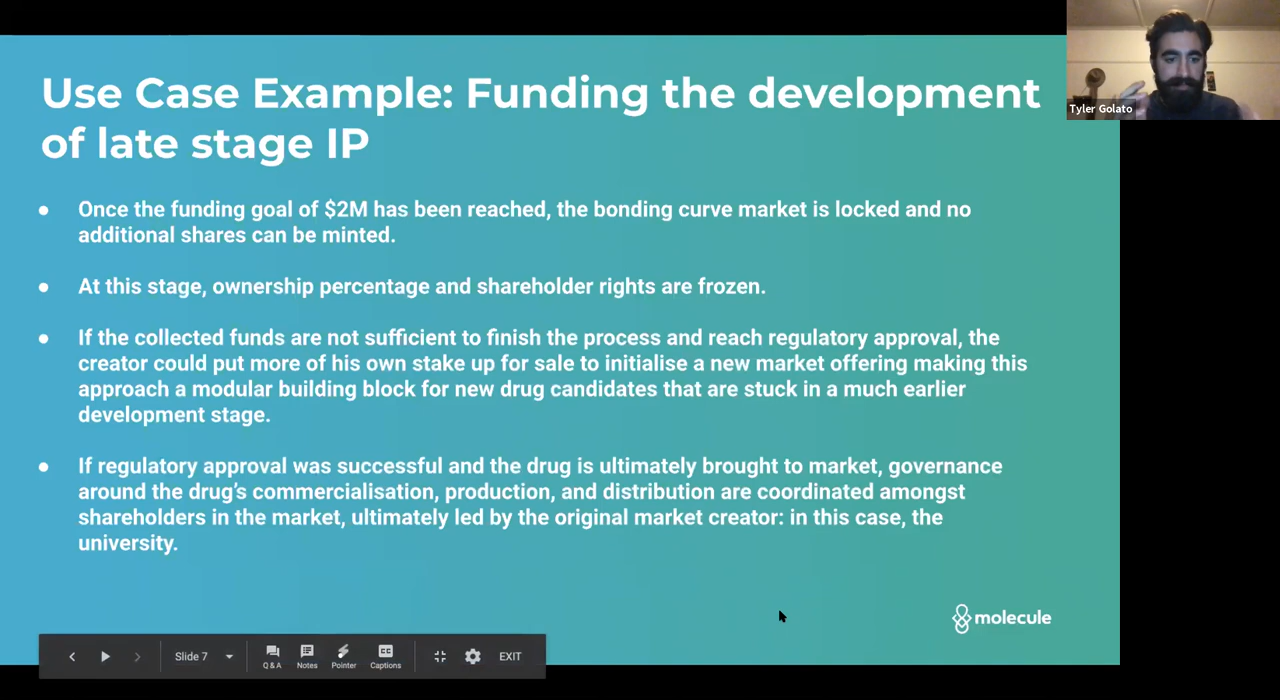 Use Case Example: Funding the development
of late stage IP
Tyler Golato
● Once the funding goal of $2M has been reached, the bonding curve market is locked and no
additional shares can be minted.
● At this stage, ownership percentage and shareholder rights are frozen.
● If the collected funds are not sufficient to finish the process and reach regulatory approval, the
creator could put more of his own stake up for sale to initialise a new market offering making this
approach a modular building block for new drug candidates that are stuck in a much earlier
development stage.
● If regulatory approval was successful and the drug is ultimately brought to market, governance
around the drug's commercialisation, production, and distribution are coordinated amongst
shareholders in the market, ultimately led by the original market creator: in this case, the
university.
molecule
Slide 7
Q & A
Notes
Pointer
CC
Captions
EXIT